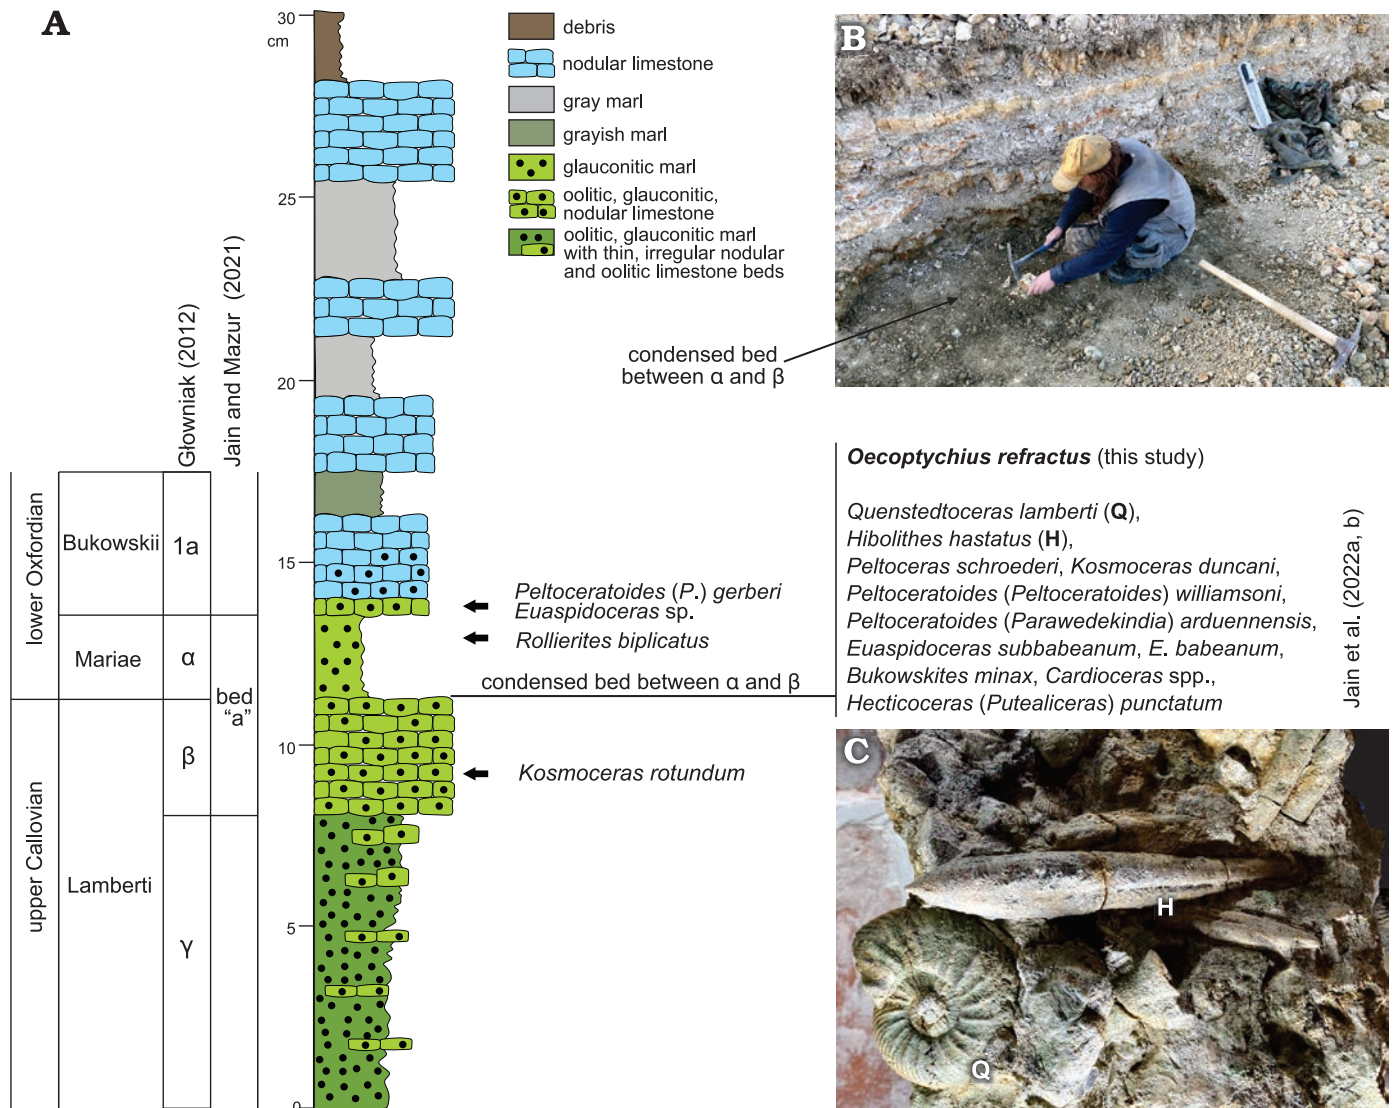 A
30
cm
25
20
15
10
5
0
debris
nodular limestone
gray marl
grayish marl
glauconitic marl
oolitic, glauconitic,
nodular limestone
oolitic, glauconitic marl
with thin, irregular nodular
and oolitic limestone beds
B
condensed bed
between α and β
Głowniak (2012)
Jain and Mazur (2021)
lower Oxfordian
upper Callovian
Bukowskii
Mariae
Lamberti
1a
α
β
γ
bed
"a"
Peltoceratoides (P.) gerberi
Euaspidoceras sp.
Rollierites biplicatus
condensed bed between α and β
Kosmoceras rotundum
Oecoptychius refractus (this study)
Quenstedtoceras lamberti (Q),
Hibolithes hastatus (H),
Peltoceras schroederi, Kosmoceras duncani,
Peltoceratoides (Peltoceratoides) williamsoni,
Peltoceratoides (Parawedekindia) arduennensis,
Euaspidoceras subbabeanum, E. babeanum,
Bukowskites minax, Cardioceras spp.,
Hecticoceras (Putealiceras) punctatum
Jain et al. (2022a, b)
C
H
Q